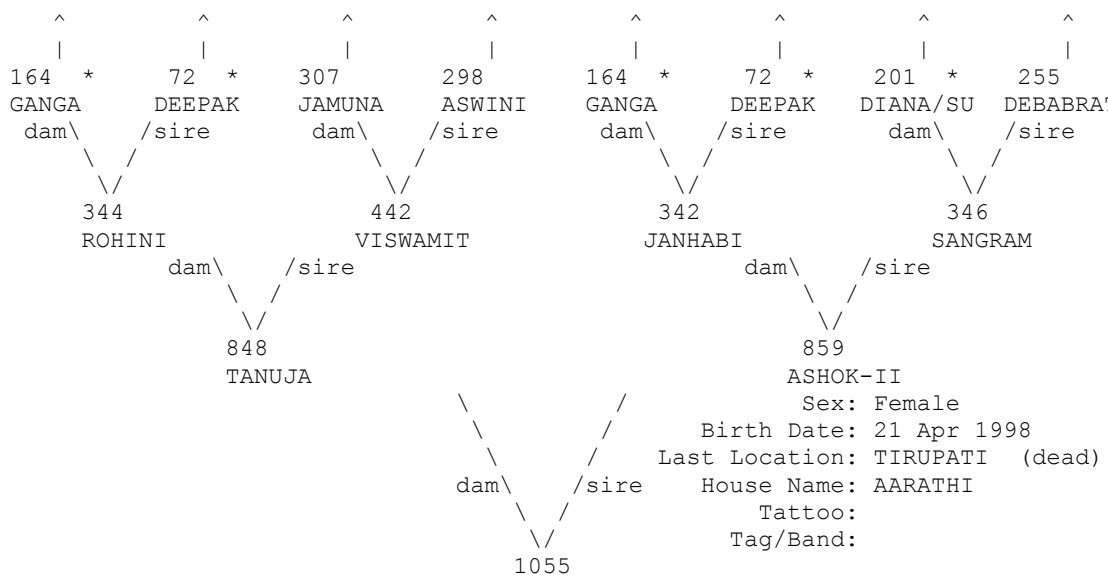 ^ ^ ^ ^ ^ ^ ^ ^
| | | | | | | |
164 * 72 * 307 298 164 * 72 * 201 * 255
GANGA DEEPAK JAMUNA ASWINI GANGA DEEPAK DIANA/SU DEBABRAT
dam\ /sire dam\ /sire dam\ /sire dam\ /sire
\ / \ / \ / \ /
\/ \/ \/ \/
344 442 342 346
ROHINI VISWAMIT JANHABI SANGRAM
dam\ /sire dam\ /sire
\ / \ /
\/ \/
848 859
TANUJA ASHOK-II
\ / Sex: Female
\ / Birth Date: 21 Apr 1998
\ / Last Location: TIRUPATI (dead)
dam\ /sire House Name: AARATHI
\ / Tattoo:
\/ Tag/Band:
1055